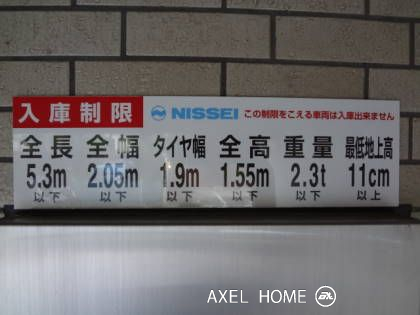 入庫制限 NISSEI この制限をこえる車両は入庫出来ません
全長 全幅 タイヤ幅 全高 重量 最低地上高
5.3m 2.05m 1.9m 1.55m 2.3t 11cm
以下 以下 以下 以下 以下 以上
AXEL HOME